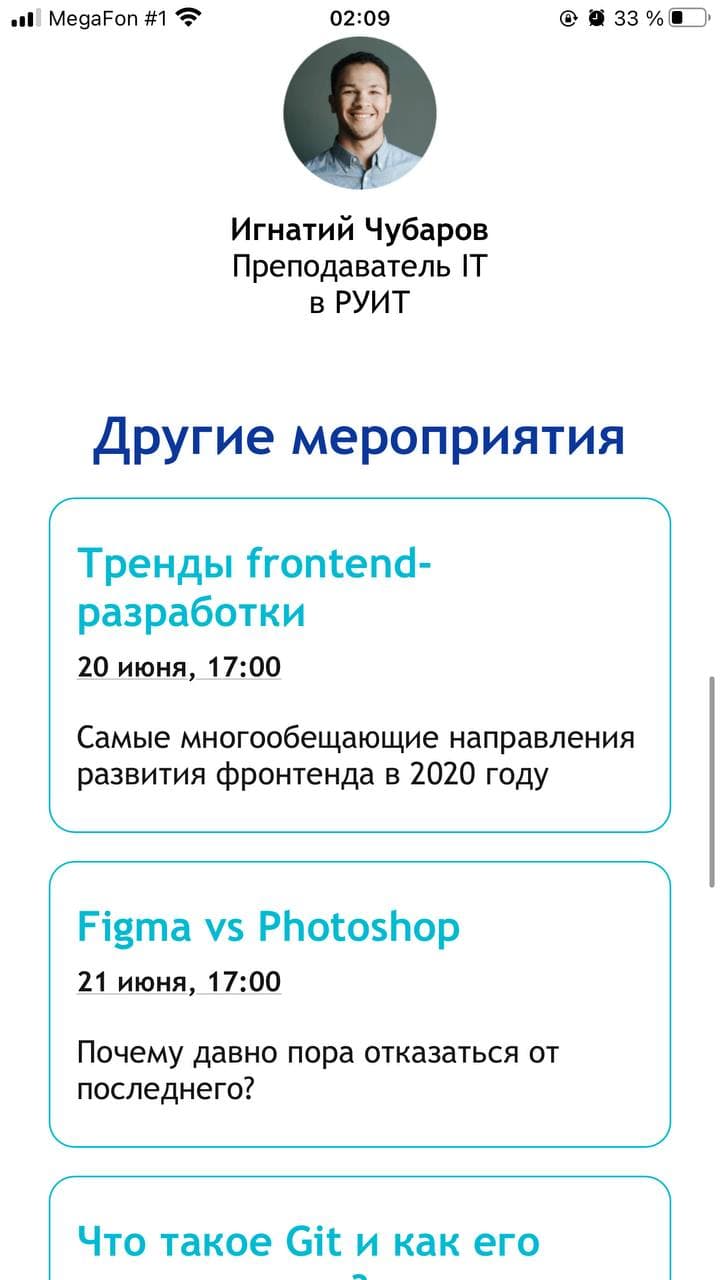 MegaFon #1 02:09 33 %
Игнатий Чубаров
Преподаватель IT
в РУИТ
Другие мероприятия
Тренды frontend-
разработки
20 июня, 17:00
Самые многообещающие направления
развития фронтенда в 2020 году
Figma vs Photoshop
21 июня, 17:00
Почему давно пора отказаться от
последнего?
Что такое Git и как его